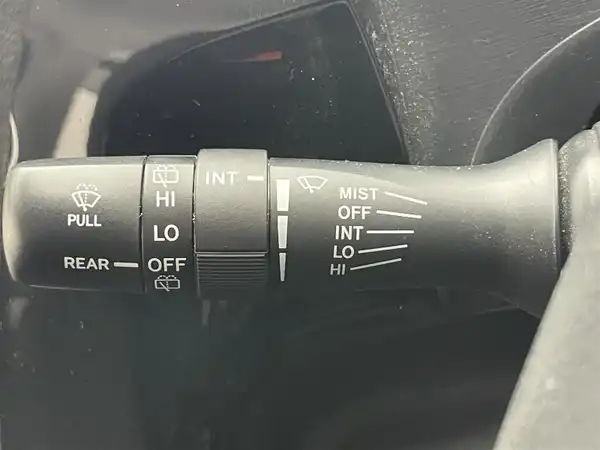 PULL
REAR
HI
LO
OFF
INT
MIST
OFF
INT
LO
HI